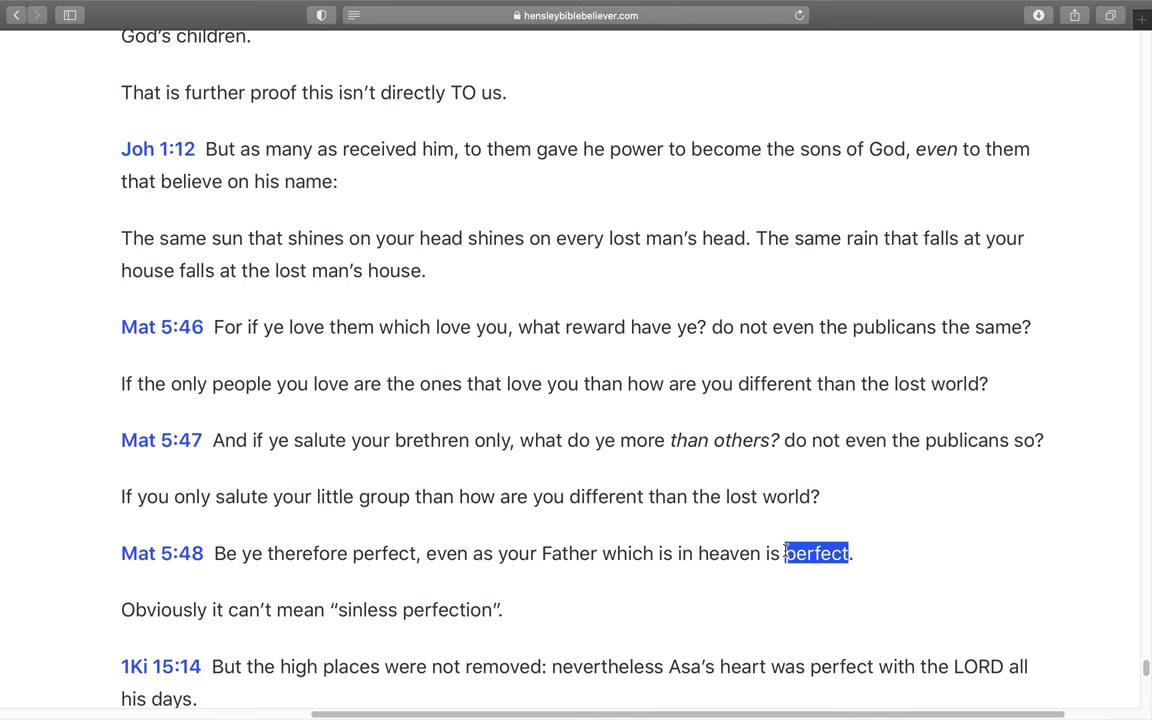 hensleybiblebeliever.com
God’s children.
That is further proof this isn’t directly TO us.
Joh 1:12 But as many as received him, to them gave he power to become the sons of God, even to them
that believe on his name:
The same sun that shines on your head shines on every lost man’s head. The same rain that falls at your
house falls at the lost man’s house.
Mat 5:46 For if ye love them which love you, what reward have ye? do not even the publicans the same?
If the only people you love are the ones that love you than how are you different than the lost world?
Mat 5:47 And if ye salute your brethren only, what do ye more than others? do not even the publicans so?
If you only salute your little group than how are you different than the lost world?
Mat 5:48 Be ye therefore perfect, even as your Father which is in heaven is perfect.
Obviously it can’t mean “sinless perfection”.
1Ki 15:14 But the high places were not removed: nevertheless Asa’s heart was perfect with the LORD all
his days.